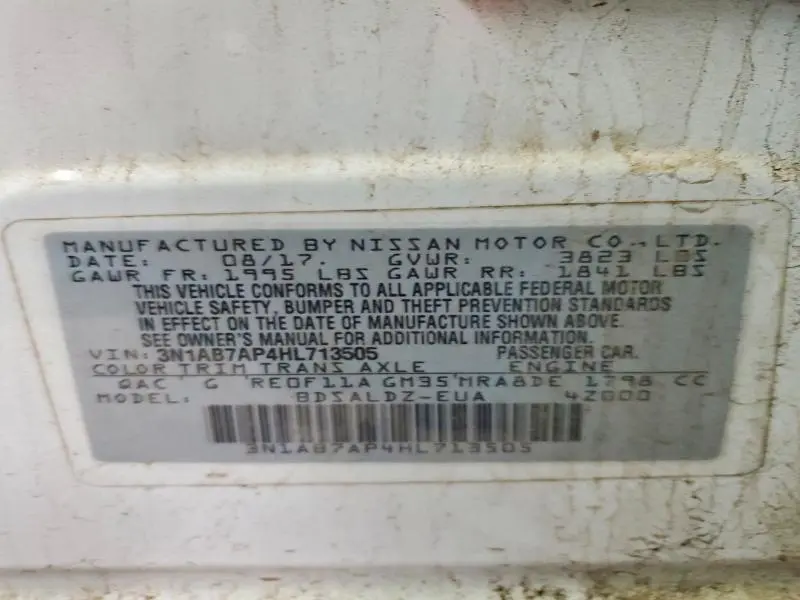 MANUFACTURED BY NISSAN MOTOR CO., LTD.
DATE: 08/17. GVWR: 3823 LBS
GAWR FR: 1995 LBS GAWR RR: 1841 LBS
THIS VEHICLE CONFORMS TO ALL APPLICABLE FEDERAL MOTOR
VEHICLE SAFETY, BUMPER AND THEFT PREVENTION STANDARDS
IN EFFECT ON THE DATE OF MANUFACTURE SHOWN ABOVE.
SEE OWNER'S MANUAL FOR ADDITIONAL INFORMATION.
VIN: 3N1AB7AP4HL713505 PASSENGER CAR.
COLOR TRIM TRANS AXLE ENGINE
QAC G RE0F11A GM35 MRA8DE 1798 CC
MODEL: BDSALDZ-EUA 4Z000
3N1AB7AP4HL713505